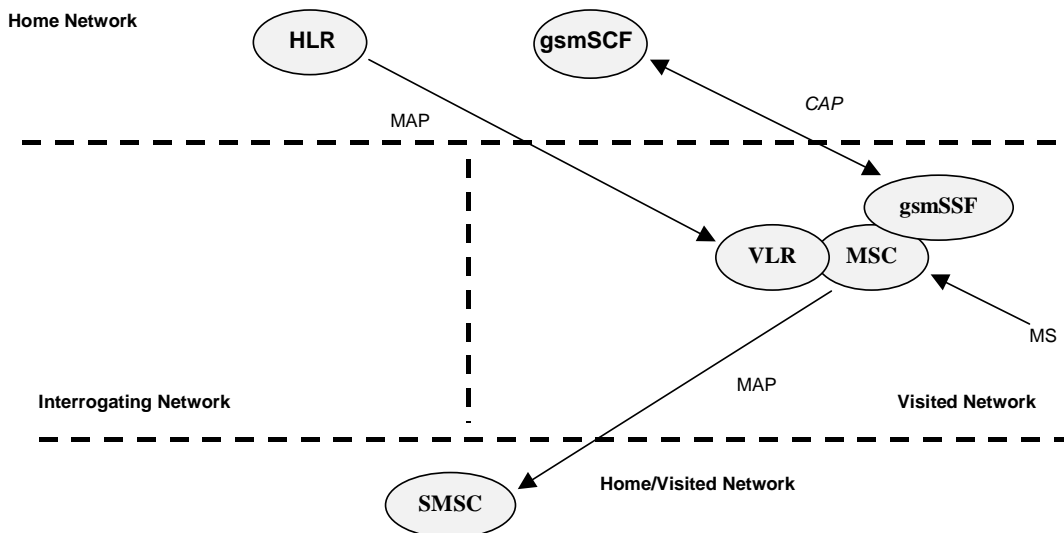 Home Network
HLR
gsmSCF
CAP
MAP
gsmSSF
VLR
MSC
MS
MAP
Interrogating Network
Visited Network
Home/Visited Network
SMSC